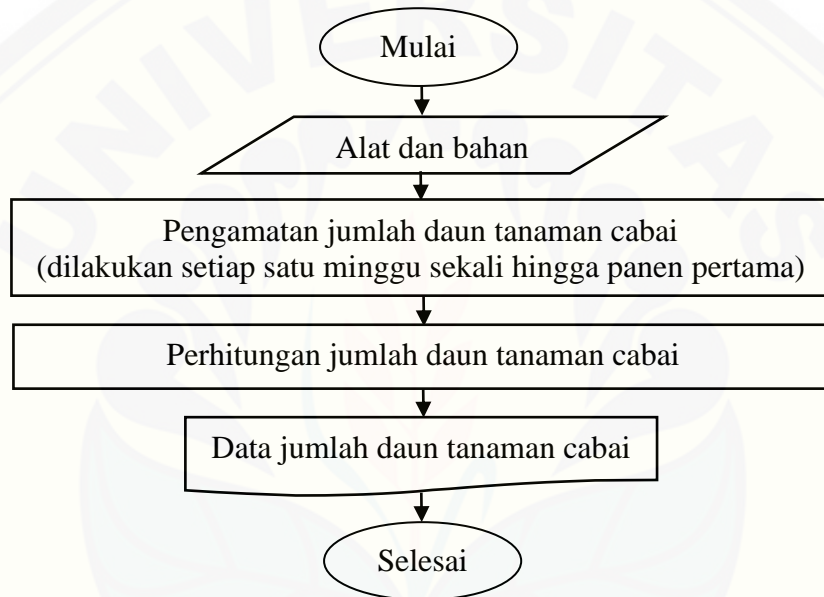 Mulai
Alat dan bahan
Pengamatan jumlah daun tanaman cabai
(dilakukan setiap satu minggu sekali hingga panen pertama)
Perhitungan jumlah daun tanaman cabai
Data jumlah daun tanaman cabai
Selesai
UNIVERSITAS